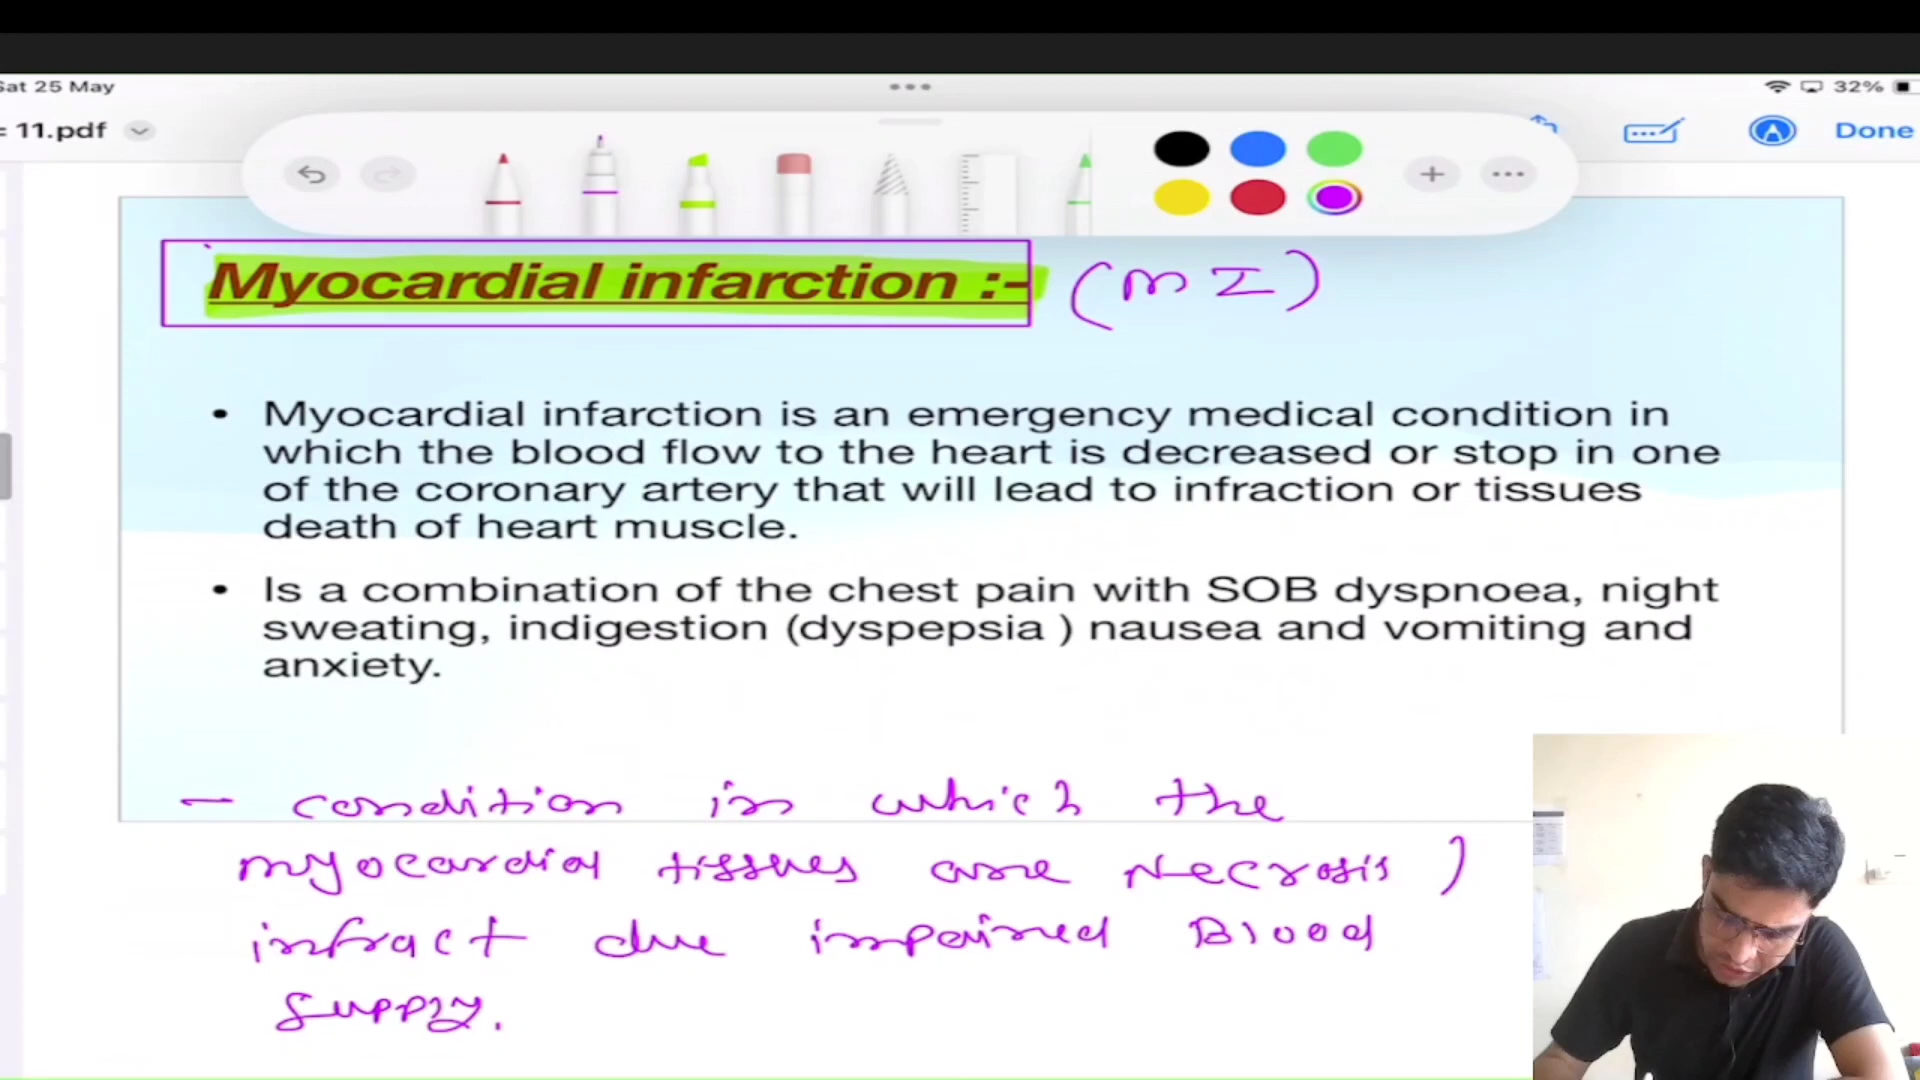 Sat 25 May
32%
= 11.pdf
Done
Myocardial infarction :- (MI)
• Myocardial infarction is an emergency medical condition in
which the blood flow to the heart is decreased or stop in one
of the coronary artery that will lead to infraction or tissues
death of heart muscle.
• Is a combination of the chest pain with SOB dyspnoea, night
sweating, indigestion (dyspepsia ) nausea and vomiting and
anxiety.
– condition in which the
myocardial tissues are Necrosis )
infract due impaired Blood
supply.